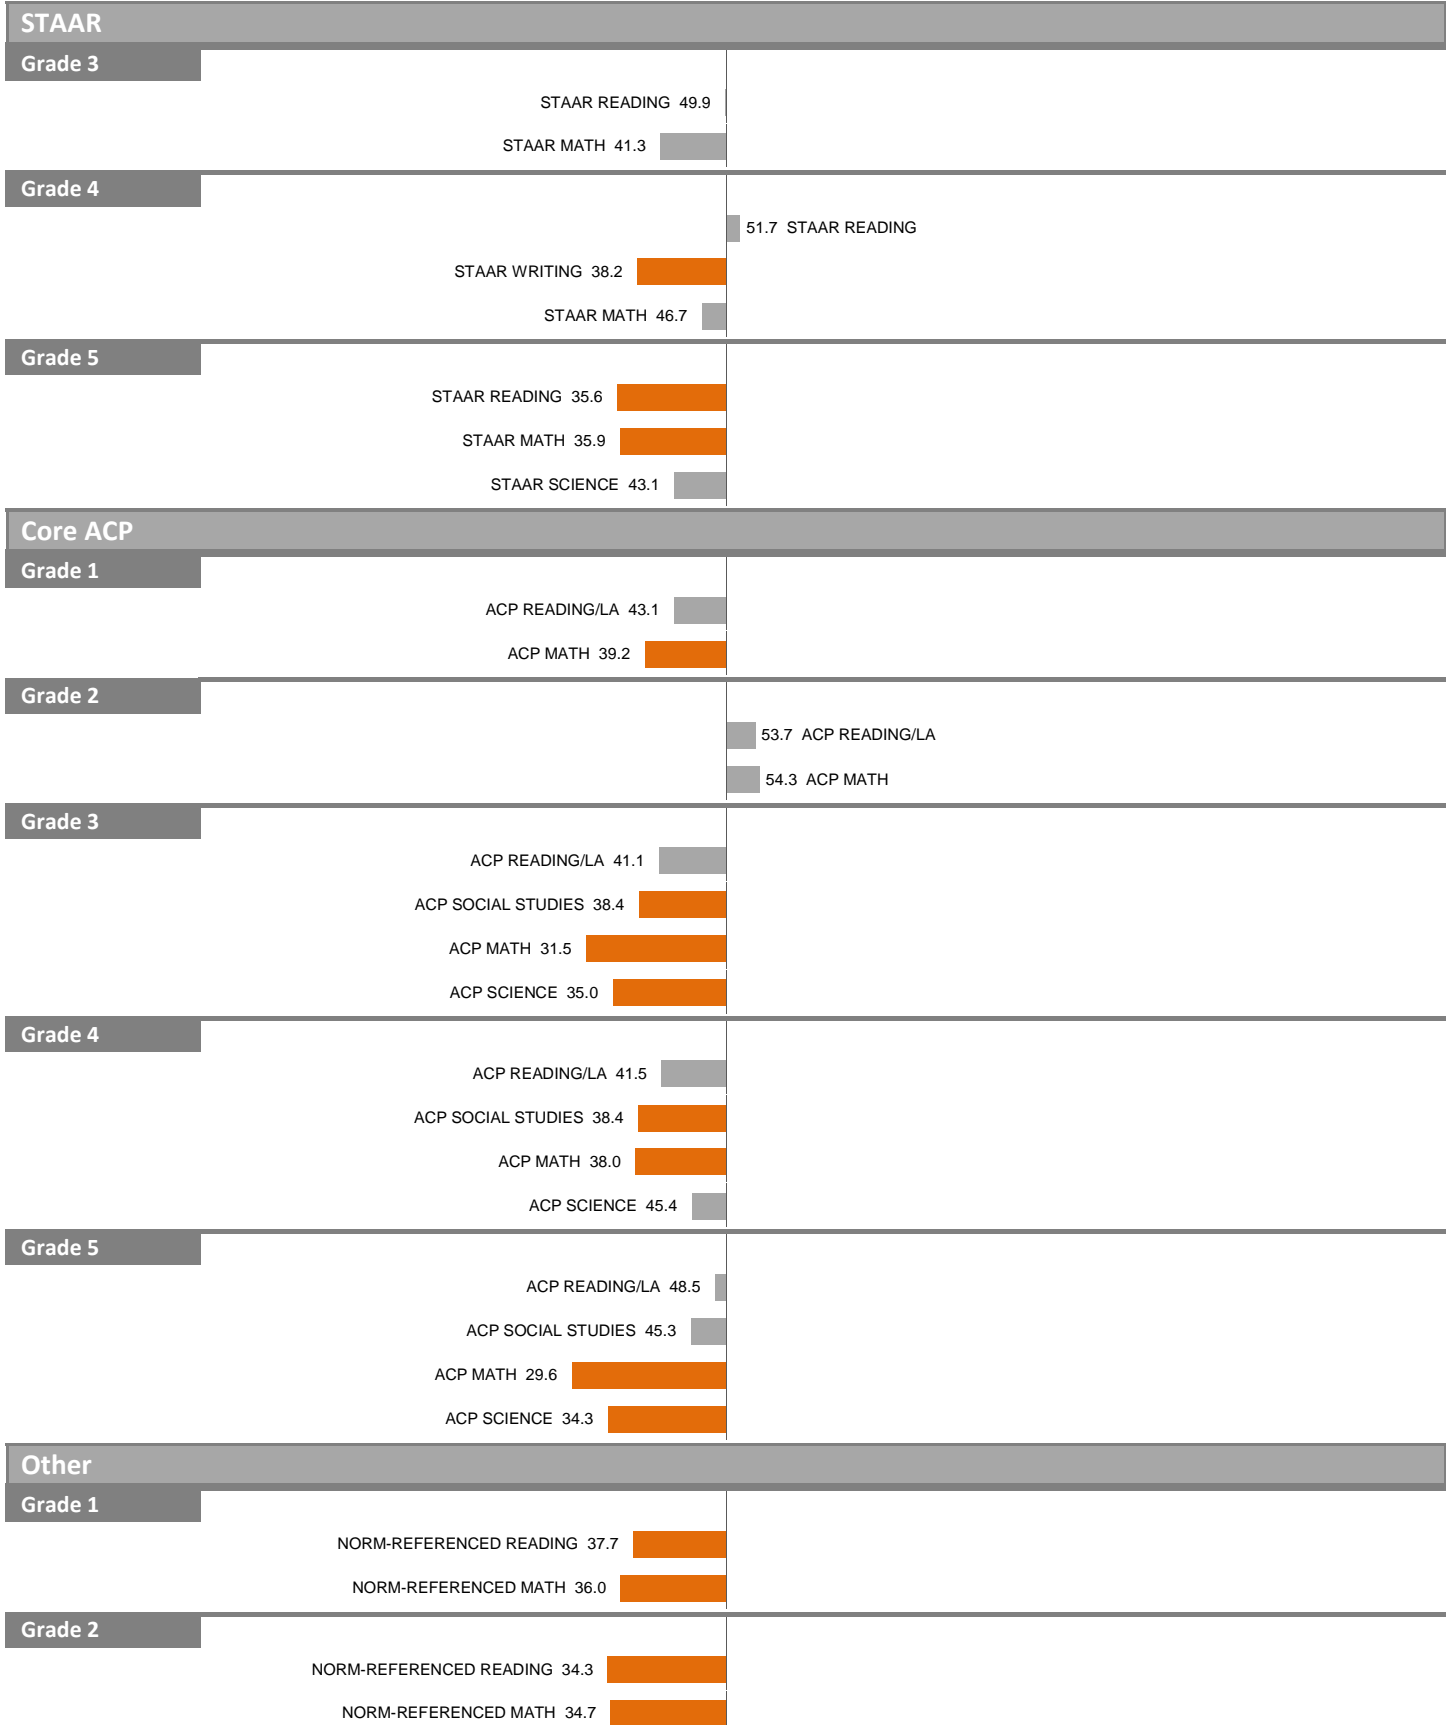 STAAR
Grade 3
STAAR READING 49.9
STAAR MATH 41.3
Grade 4
51.7 STAAR READING
STAAR WRITING 38.2
STAAR MATH 46.7
Grade 5
STAAR READING 35.6
STAAR MATH 35.9
STAAR SCIENCE 43.1
Core ACP
Grade 1
ACP READING/LA 43.1
ACP MATH 39.2
Grade 2
53.7 ACP READING/LA
54.3 ACP MATH
Grade 3
ACP READING/LA 41.1
ACP SOCIAL STUDIES 38.4
ACP MATH 31.5
ACP SCIENCE 35.0
Grade 4
ACP READING/LA 41.5
ACP SOCIAL STUDIES 38.4
ACP MATH 38.0
ACP SCIENCE 45.4
Grade 5
ACP READING/LA 48.5
ACP SOCIAL STUDIES 45.3
ACP MATH 29.6
ACP SCIENCE 34.3
Other
Grade 1
NORM-REFERENCED READING 37.7
NORM-REFERENCED MATH 36.0
Grade 2
NORM-REFERENCED READING 34.3
NORM-REFERENCED MATH 34.7